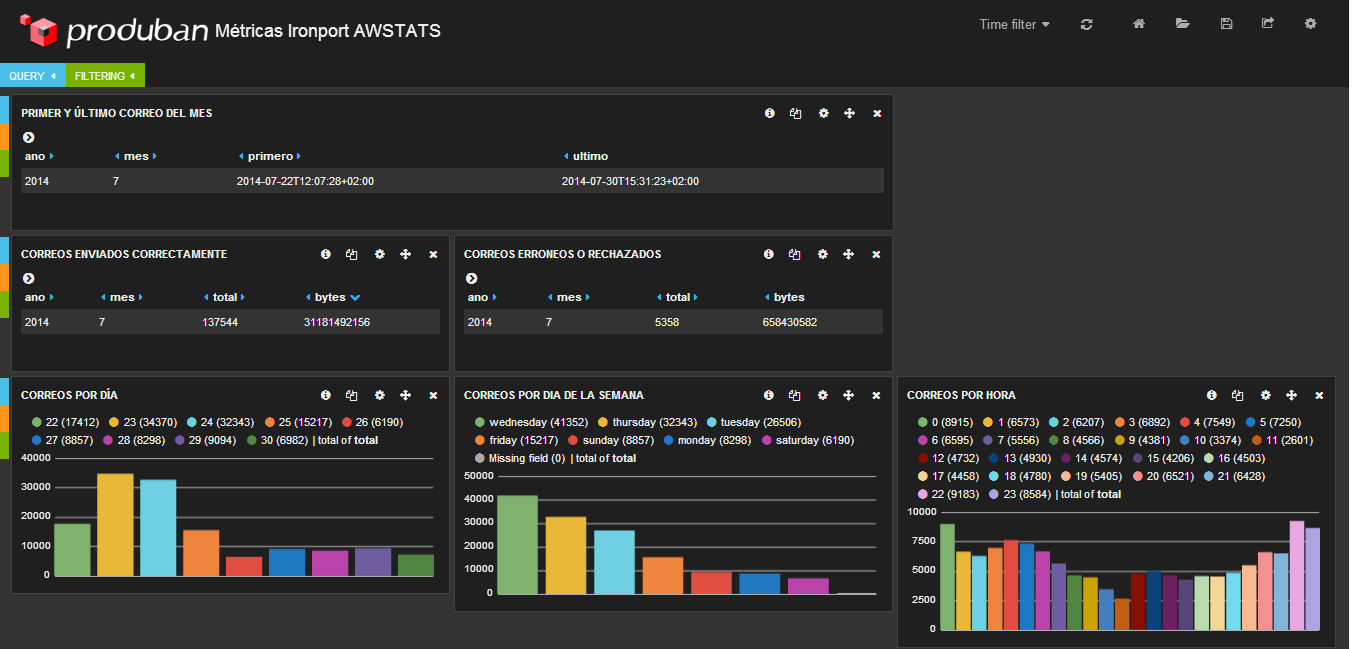 produban Métricas Ironport AWSTATS
Time filter
QUERY FILTERING
PRIMER Y ÚLTIMO CORREO DEL MES
ano mes primero ultimo
2014 7 2014-07-22T12:07:28+02:00 2014-07-30T15:31:23+02:00
CORREOS ENVIADOS CORRECTAMENTE
ano mes total bytes
2014 7 137544 31181492156
CORREOS ERRONEOS O RECHAZADOS
ano mes total bytes
2014 7 5358 658430582
CORREOS POR DÍA
22 (17412) 23 (34370) 24 (32343) 25 (15217) 26 (6190)
27 (8857) 28 (8298) 29 (9094) 30 (6982) | total of total
40000
30000
20000
10000
0
CORREOS POR DIA DE LA SEMANA
wednesday (41352) thursday (32343) tuesday (26506)
friday (15217) sunday (8857) monday (8298) saturday (6190)
Missing field (0) | total of total
50000
40000
30000
20000
10000
0
CORREOS POR HORA
0 (8915) 1 (6573) 2 (6207) 3 (6892) 4 (7549) 5 (7250)
6 (6595) 7 (5556) 8 (4566) 9 (4381) 10 (3374) 11 (2601)
12 (4732) 13 (4930) 14 (4574) 15 (4206) 16 (4503)
17 (4458) 18 (4780) 19 (5405) 20 (6521) 21 (6428)
22 (9183) 23 (8584) | total of total
10000
7500
5000
2500
0